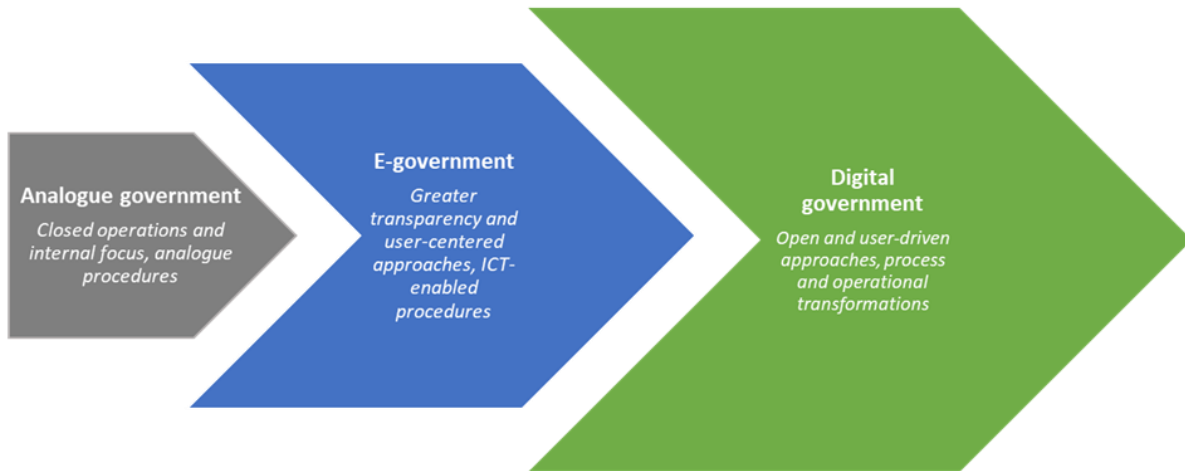 Analogue government
Closed operations and
internal focus, analogue
procedures
E-government
Greater
transparency and
user-centered
approaches, ICT-
enabled
procedures
Digital
government
Open and user-driven
approaches, process
and operational
transformations